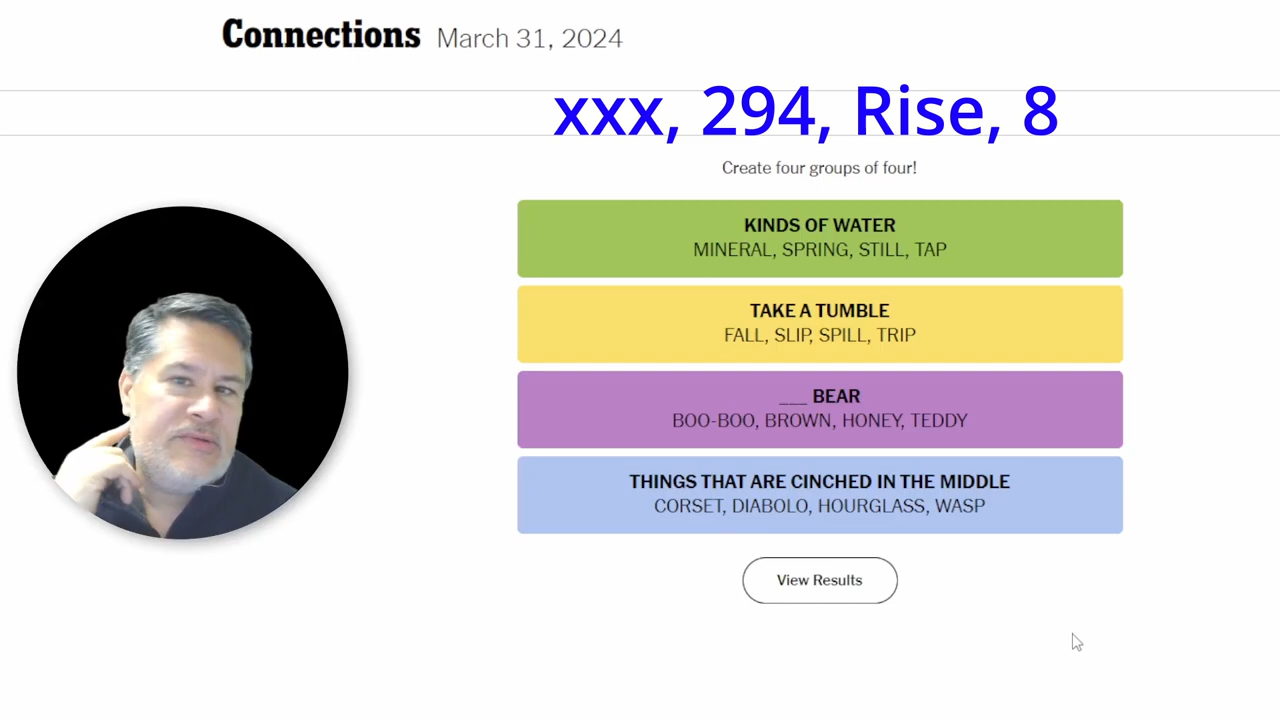 Connections March 31, 2024
xxx, 294, Rise, 8
Create four groups of four!
KINDS OF WATER
MINERAL, SPRING, STILL, TAP
TAKE A TUMBLE
FALL, SLIP, SPILL, TRIP
___ BEAR
BOO-BOO, BROWN, HONEY, TEDDY
THINGS THAT ARE CINCHED IN THE MIDDLE
CORSET, DIABOLO, HOURGLASS, WASP
View Results